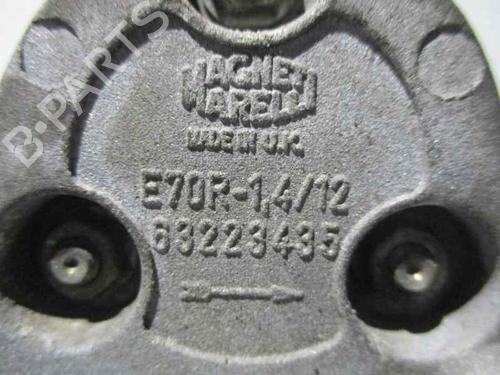 MAGNETI
MARELLI
MADE IN U.K.
E70R-1,4/12
63223435
B-PARTS